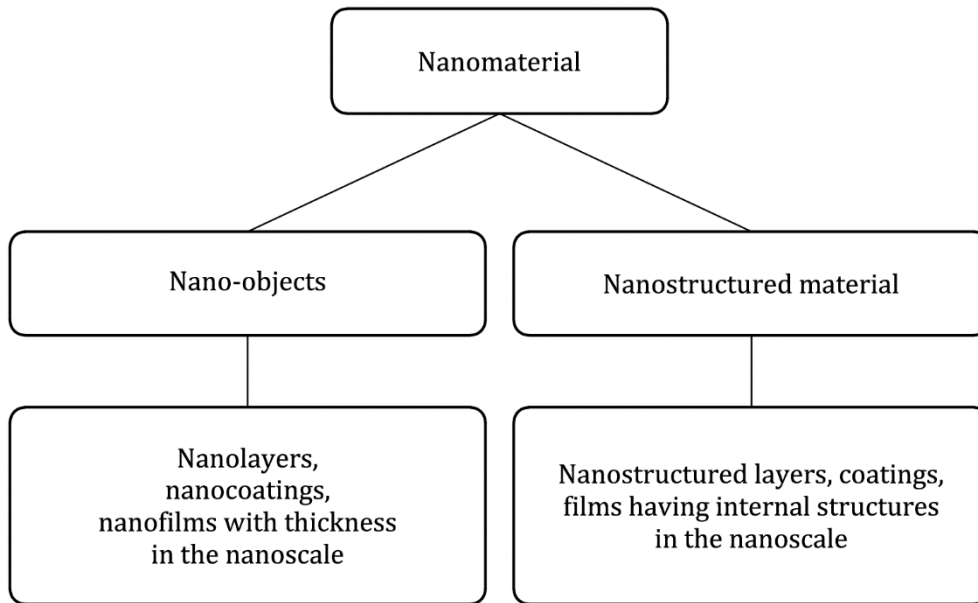 Nanomaterial
Nano-objects
Nanostructured material
Nanolayers,
nanocoatings,
nanofilms with thickness
in the nanoscale
Nanostructured layers, coatings,
films having internal structures
in the nanoscale